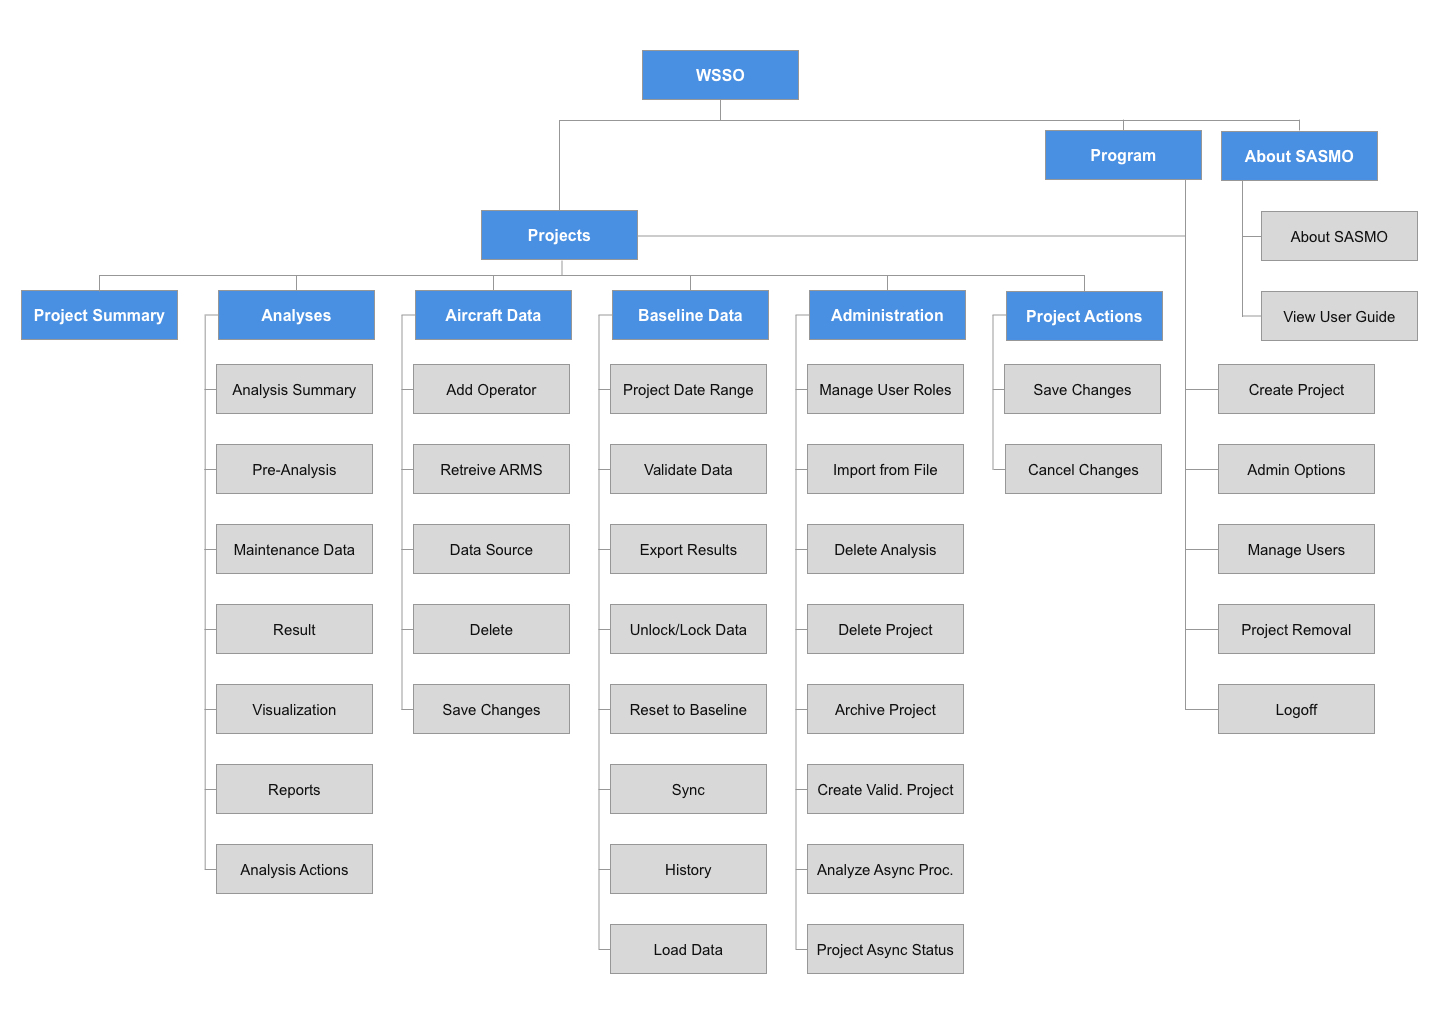 WSSO
Program
About SASMO
Projects
About SASMO
View User Guide
Project Summary
Analyses
Aircraft Data
Baseline Data
Administration
Project Actions
Analysis Summary
Add Operator
Project Date Range
Manage User Roles
Save Changes
Create Project
Pre-Analysis
Retreive ARMS
Validate Data
Import from File
Cancel Changes
Admin Options
Maintenance Data
Data Source
Export Results
Delete Analysis
Manage Users
Result
Delete
Unlock/Lock Data
Delete Project
Project Removal
Visualization
Save Changes
Reset to Baseline
Archive Project
Logoff
Reports
Sync
Create Valid. Project
Analysis Actions
History
Analyze Async Proc.
Load Data
Project Async Status